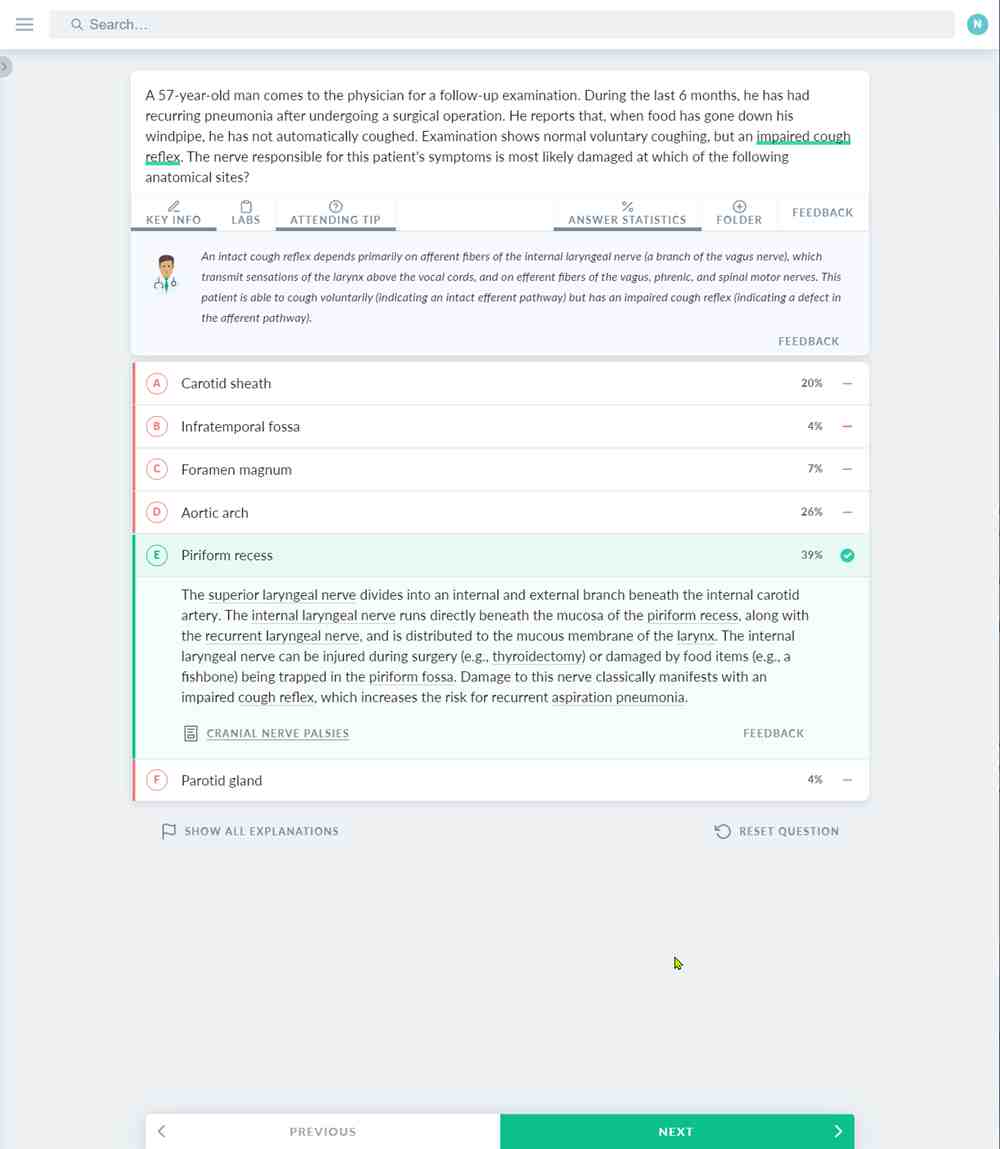 Search…
N
A 57-year-old man comes to the physician for a follow-up examination. During the last 6 months, he has had
recurring pneumonia after undergoing a surgical operation. He reports that, when food has gone down his
windpipe, he has not automatically coughed. Examination shows normal voluntary coughing, but an impaired cough
reflex. The nerve responsible for this patient's symptoms is most likely damaged at which of the following
anatomical sites?
KEY INFO
LABS
ATTENDING TIP
ANSWER STATISTICS
FOLDER
FEEDBACK
An intact cough reflex depends primarily on afferent fibers of the internal laryngeal nerve (a branch of the vagus nerve), which
transmit sensations of the larynx above the vocal cords, and on efferent fibers of the vagus, phrenic, and spinal motor nerves. This
patient is able to cough voluntarily (indicating an intact efferent pathway) but has an impaired cough reflex (indicating a defect in
the afferent pathway).
FEEDBACK
A Carotid sheath 20%
B Infratemporal fossa 4%
C Foramen magnum 7%
D Aortic arch 26%
E Piriform recess 39%
The superior laryngeal nerve divides into an internal and external branch beneath the internal carotid
artery. The internal laryngeal nerve runs directly beneath the mucosa of the piriform recess, along with
the recurrent laryngeal nerve, and is distributed to the mucous membrane of the larynx. The internal
laryngeal nerve can be injured during surgery (e.g., thyroidectomy) or damaged by food items (e.g., a
fishbone) being trapped in the piriform fossa. Damage to this nerve classically manifests with an
impaired cough reflex, which increases the risk for recurrent aspiration pneumonia.
CRANIAL NERVE PALSIES
FEEDBACK
F Parotid gland 4%
SHOW ALL EXPLANATIONS
RESET QUESTION
PREVIOUS
NEXT